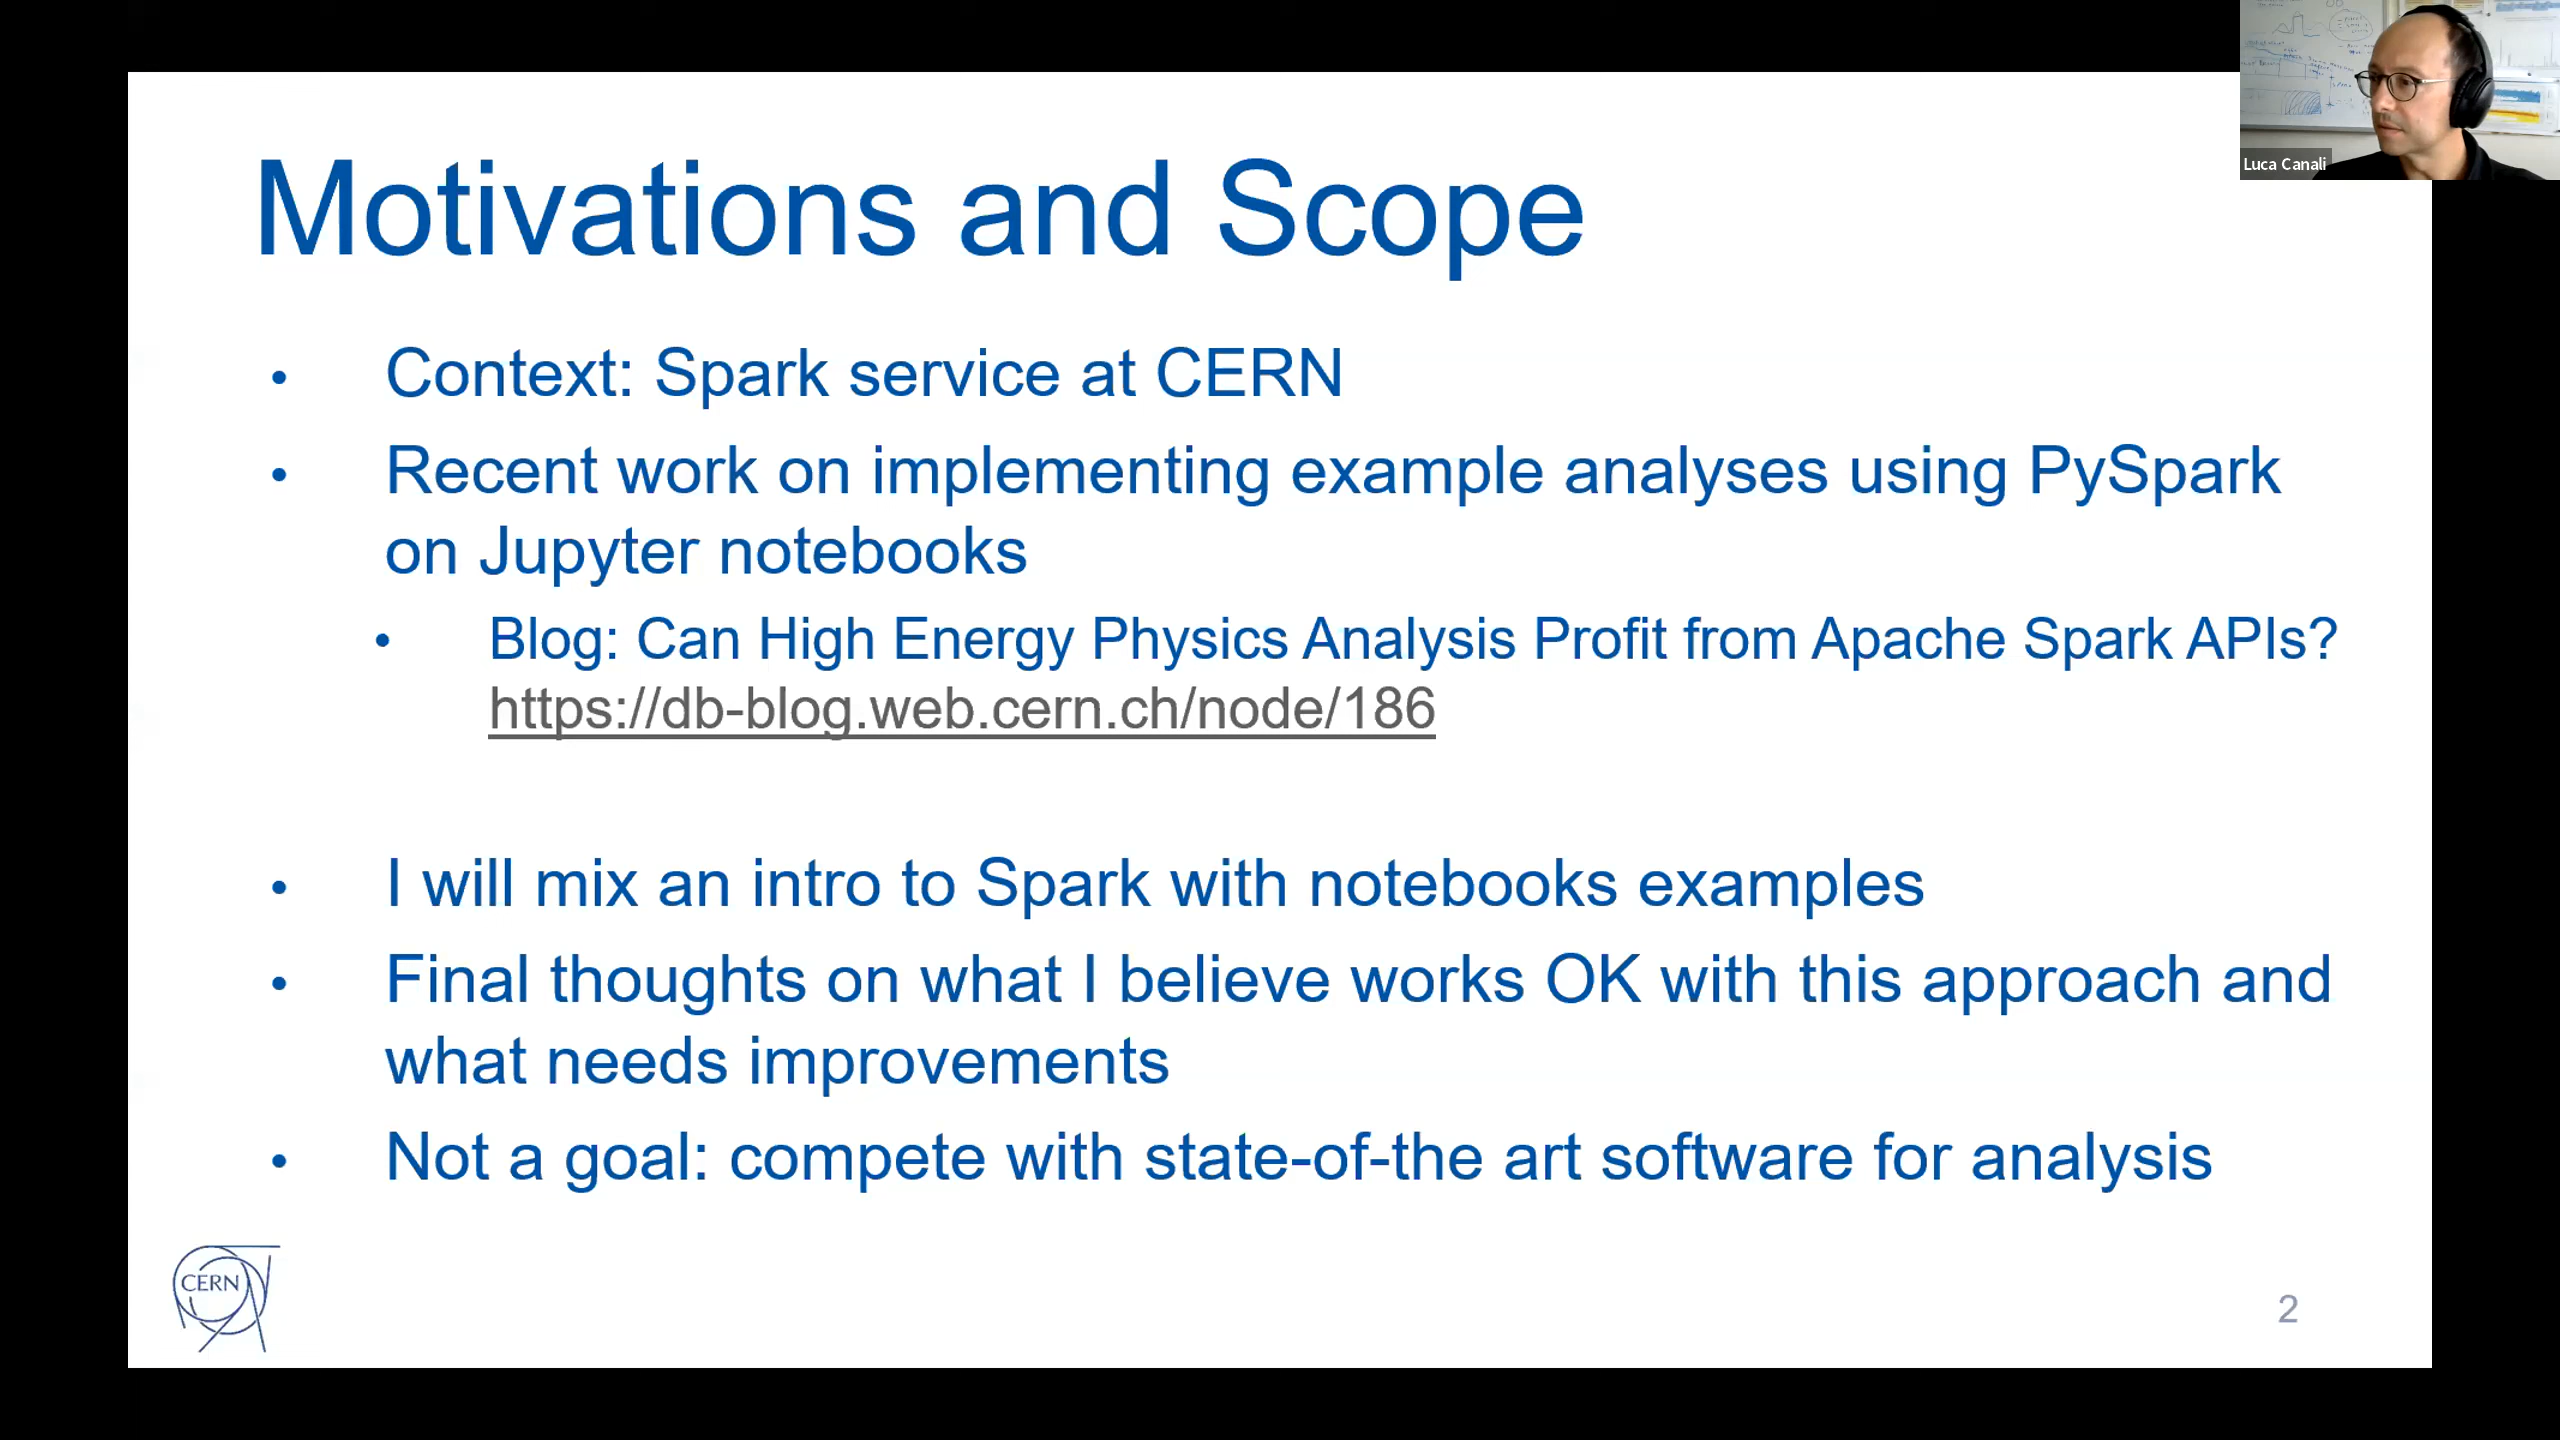 Motivations and Scope
• Context: Spark service at CERN
• Recent work on implementing example analyses using PySpark
on Jupyter notebooks
• Blog: Can High Energy Physics Analysis Profit from Apache Spark APIs?
https://db-blog.web.cern.ch/node/186
• I will mix an intro to Spark with notebooks examples
• Final thoughts on what I believe works OK with this approach and
what needs improvements
• Not a goal: compete with state-of-the art software for analysis
CERN
2
Luca Canali